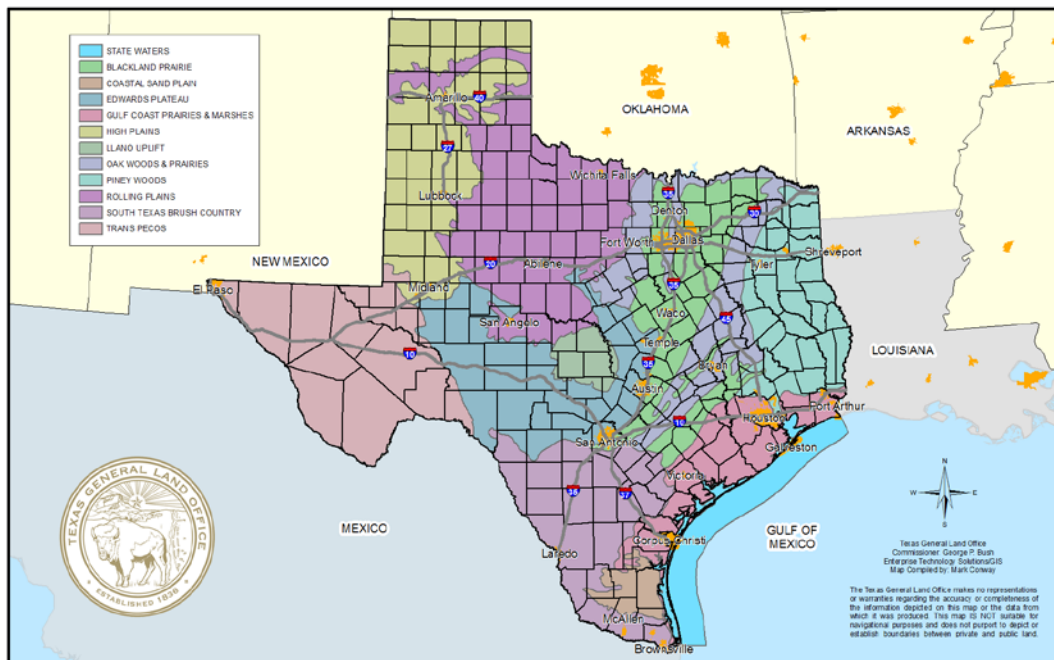 STATE WATERS
BLACKLAND PRAIRIE
COASTAL SAND PLAIN
EDWARDS PLATEAU
GULF COAST PRAIRIES & MARSHES
HIGH PLAINS
LLANO UPLIFT
OAK WOODS & PRAIRIES
PINEY WOODS
ROLLING PLAINS
SOUTH TEXAS BRUSH COUNTRY
TRANS PECOS
OKLAHOMA
ARKANSAS
NEW MEXICO
LOUISIANA
MEXICO
GULF OF
MEXICO
Amarillo
40
27
Lubbock
Wichita Falls
35
Denton
30
Fort Worth
Dallas
Tyler
Shreveport
20
Abilene
Midland
El Paso
San Angelo
35
Waco
45
Temple
10
35
Bryan
Austin
Houston
Port Arthur
10
San Antonio
Galveston
Victoria
35
37
Corpus Christi
Laredo
McAllen
Brownsville
TEXAS GENERAL LAND OFFICE
ESTABLISHED 1836
N
W
E
S
Texas General Land Office
Commissioner George P. Bush
Enterprise Technology Solutions/GIS
Map Compiled by: Mark Conway
The Texas General Land Office makes no representations
or warranties regarding the accuracy or completeness of
the information depicted on this map or the data from
which it was produced. This map IS NOT suitable for
navigational purposes and does not purport to depict or
establish boundaries between private and public land.